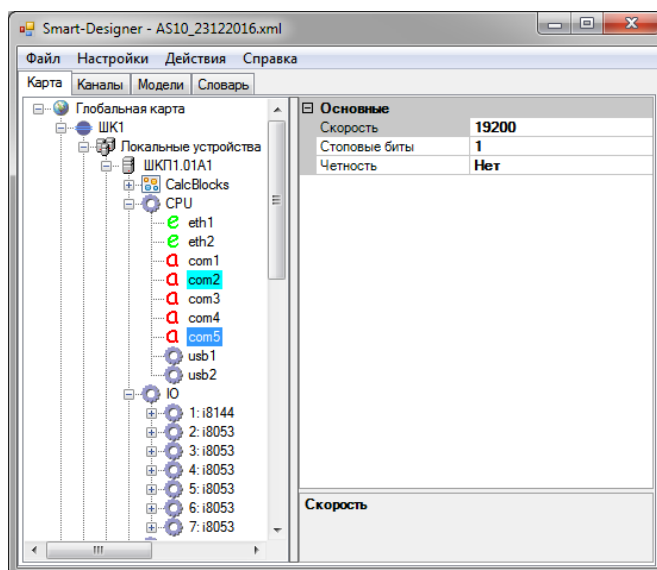 Smart-Designer - AS10_23122016.xml
Файл Настройки Действия Справка
Карта Каналы Модели Словарь
Глобальная карта
ШК1
Локальные устройства
ШКП1.01А1
CalcBlocks
CPU
eth1
eth2
com1
com2
com3
com4
com5
usb1
usb2
IO
1: i8144
2: i8053
3: i8053
4: i8053
5: i8053
6: i8053
7: i8053
Основные
Скорость 19200
Стоповые биты 1
Четность Нет
Скорость